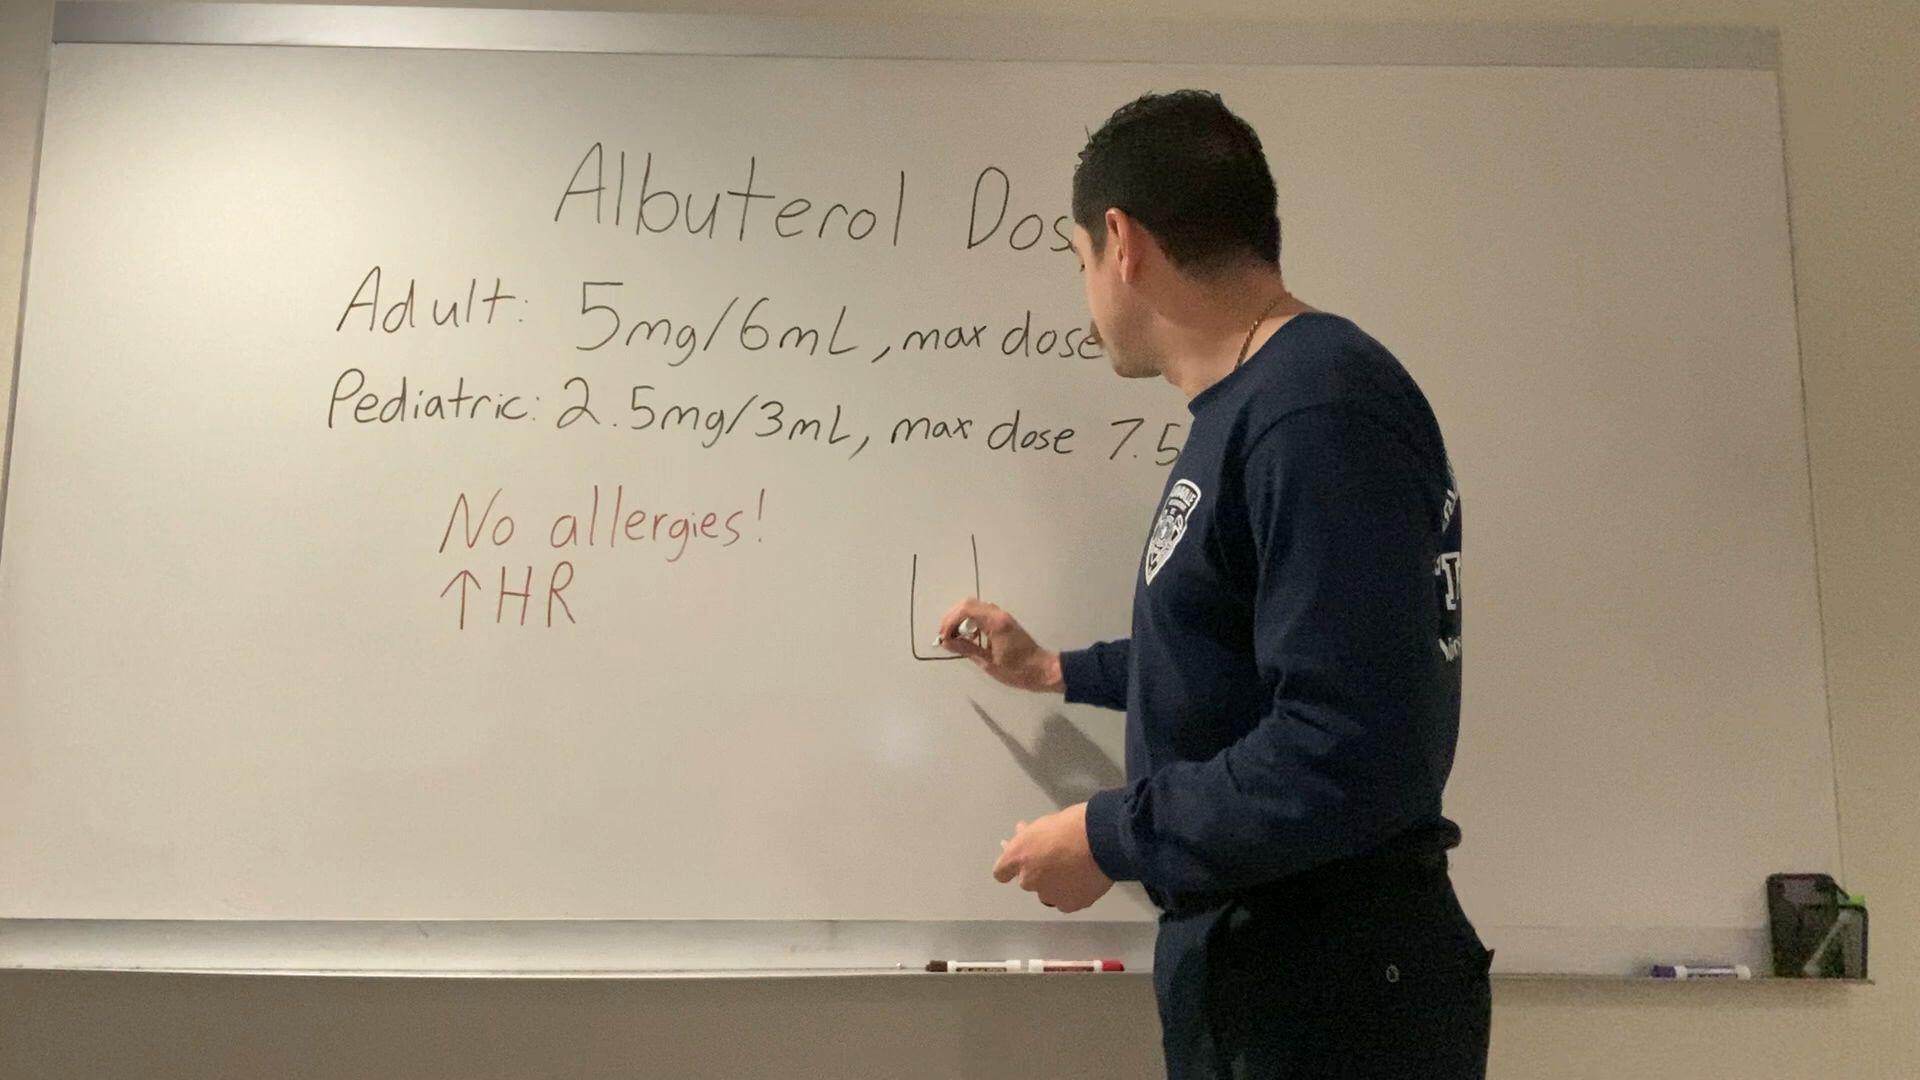 Albuterol Dos
Adult: 5mg/6mL, max dose
Pediatric: 2.5mg/3mL, max dose 7.5
No allergies!
↑HR